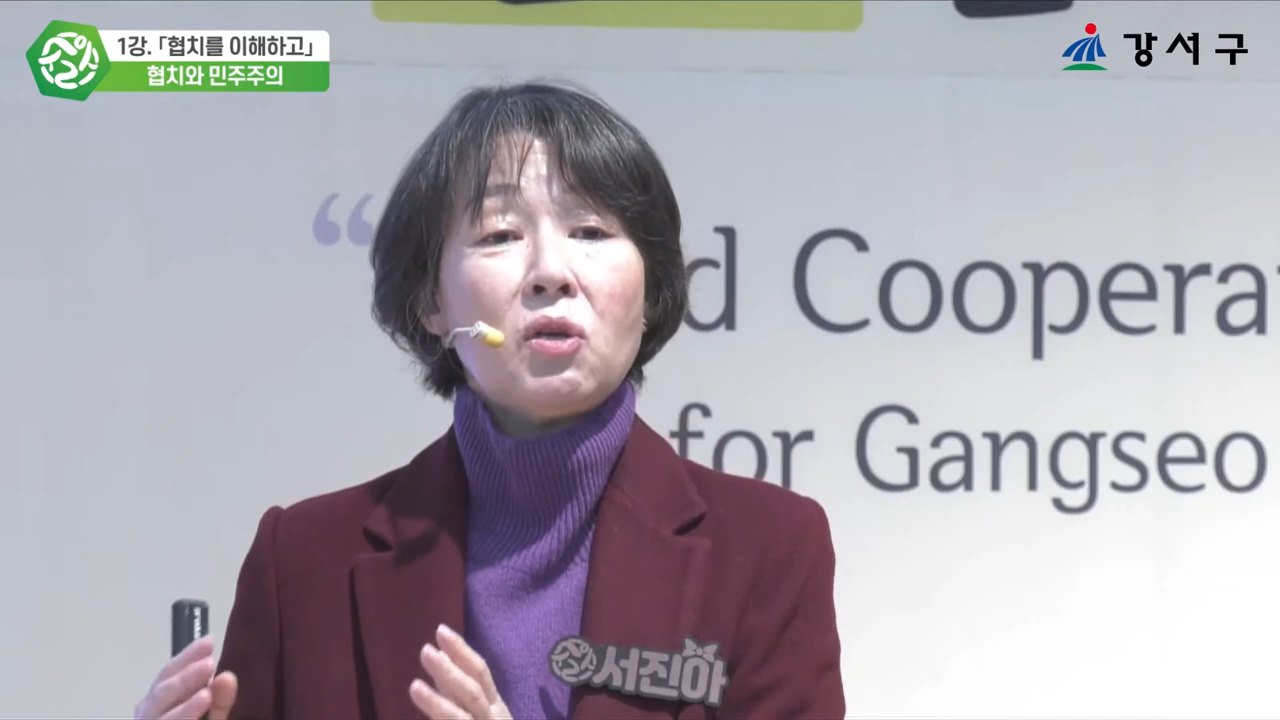 1강. 「협치를 이해하고」
협치와 민주주의
강서구
“
d Coopera
for Gangseo
서진아